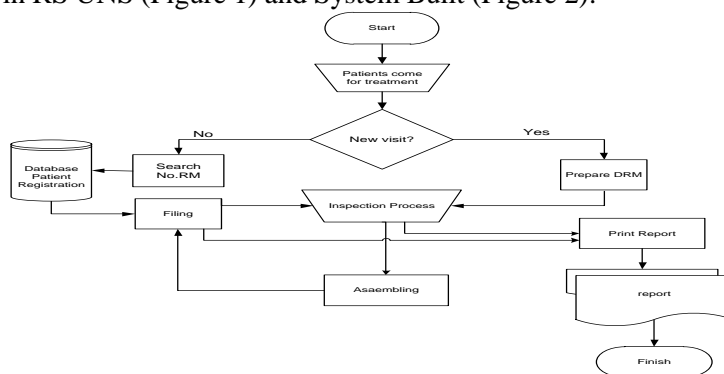 in RS UNS (Figure 1) and System Built (Figure 2).
Start
Patients come
for treatment
New visit?
No
Yes
Database
Patient
Registration
Search
No.RM
Prepare DRM
Filing
Inspection Process
Print Report
Asaembling
report
Finish